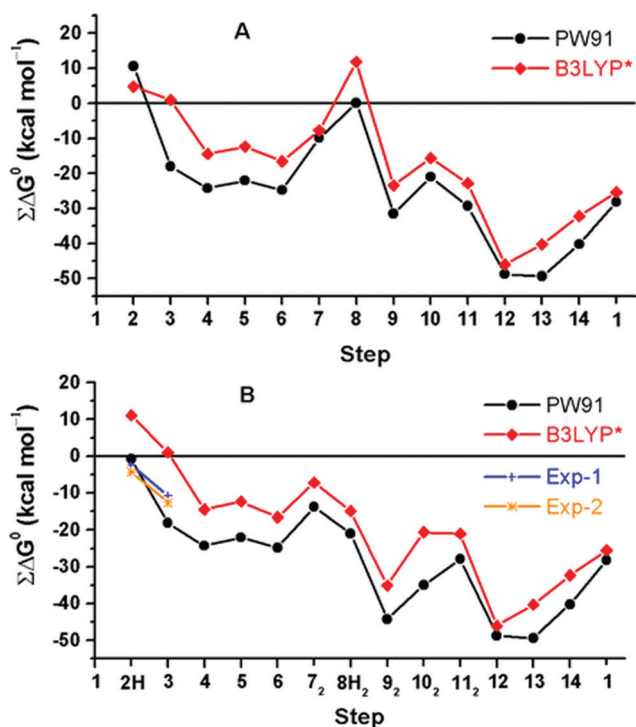 A
PW91
B3LYP*
20
10
0
-10
-20
-30
-40
-50
ΣΔG⁰ (kcal mol⁻¹)
1 2 3 4 5 6 7 8 9 10 11 12 13 14 1
Step
B
PW91
B3LYP*
Exp-1
Exp-2
20
10
0
-10
-20
-30
-40
-50
ΣΔG⁰ (kcal mol⁻¹)
1 2H 3 4 5 6 7₂ 8H₂ 9₂ 10₂ 11₂ 12 13 14 1
Step